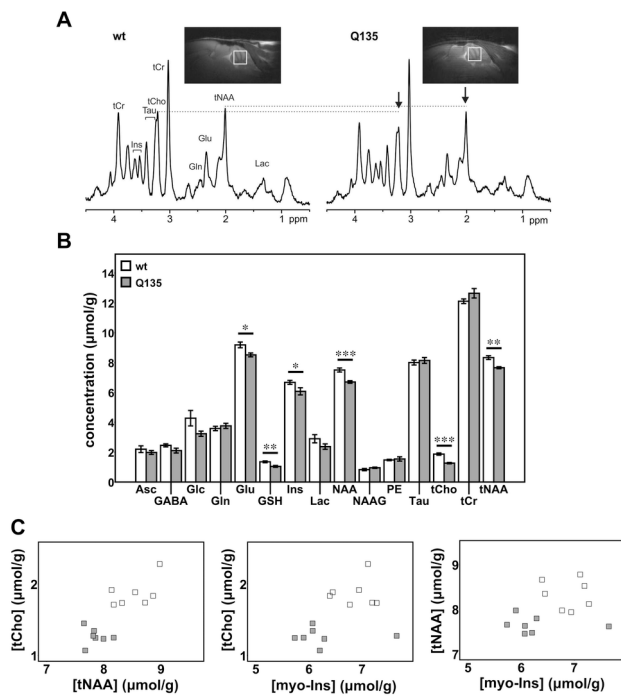 A
wt
Q135
tCr
tCr
tCho
Tau
Ins
tNAA
Glu
Gln
Lac
4 3 2 1 ppm
4 3 2 1 ppm
B
wt
Q135
concentration (μmol/g)
14
12
10
8
6
4
2
0
* ** * *** *** **
Asc Glc Glu Ins NAA PE tCho tNAA
GABA Gln GSH Lac NAAG Tau tCr
C
[tCho] (μmol/g)
2
1
7 8 9
[tNAA] (μmol/g)
[tCho] (μmol/g)
2
1
5 6 7
[myo-Ins] (μmol/g)
[tNAA] (μmol/g)
9
8
7
5 6 7
[myo-Ins] (μmol/g)